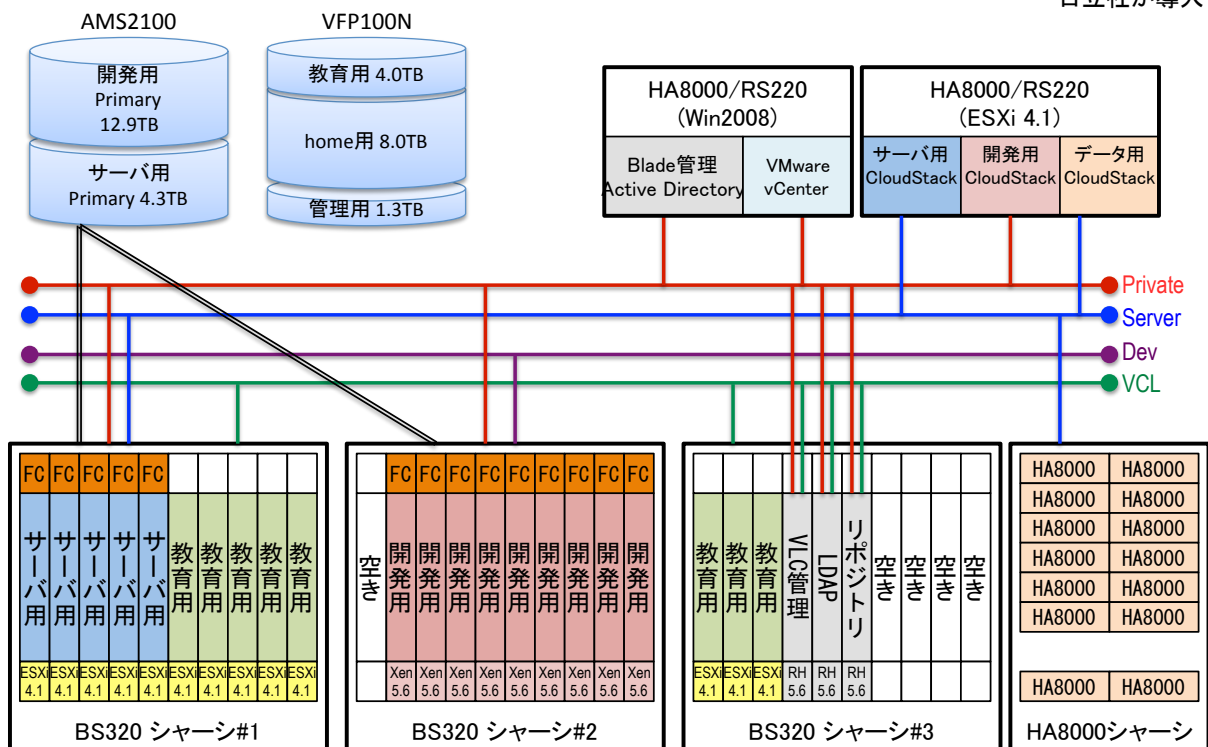 AMS2100
開発用
Primary
12.9TB
サーバ用
Primary 4.3TB
VFP100N
教育用 4.0TB
home用 8.0TB
管理用 1.3TB
HA8000/RS220
(Win2008)
Blade管理
Active Directory
VMware
vCenter
HA8000/RS220
(ESXi 4.1)
サーバ用
CloudStack
開発用
CloudStack
データ用
CloudStack
Private
Server
Dev
VCL
FC FC FC FC FC
サーバ用
サーバ用
サーバ用
サーバ用
サーバ用
教育用
教育用
教育用
教育用
教育用
ESXi ESXi ESXi ESXi ESXi ESXi ESXi ESXi ESXi ESXi
4.1 4.1 4.1 4.1 4.1 4.1 4.1 4.1 4.1 4.1
BS320 シャーシ#1
FC FC FC FC FC FC FC FC FC
空き
開発用
開発用
開発用
開発用
開発用
開発用
開発用
開発用
開発用
Xen Xen Xen Xen Xen Xen Xen Xen Xen
5.6 5.6 5.6 5.6 5.6 5.6 5.6 5.6 5.6
BS320 シャーシ#2
教育用
教育用
教育用
VLC管理
LDAP
リポジトリ
空き
空き
空き
空き
ESXi ESXi ESXi RH RH RH
4.1 4.1 4.1 5.6 5.6 5.6
BS320 シャーシ#3
HA8000 HA8000
HA8000 HA8000
HA8000 HA8000
HA8000 HA8000
HA8000 HA8000
HA8000 HA8000
HA8000 HA8000
HA8000シャーシ